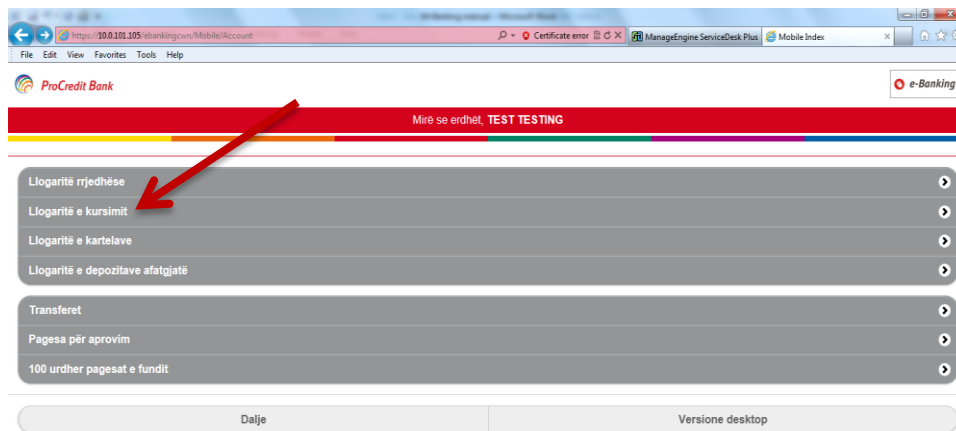 https://10.0.101.105/ebankingcwn/Mobile/Account
Certificate error
ManageEngine ServiceDesk Plus
Mobile Index
File Edit View Favorites Tools Help
ProCredit Bank
e-Banking
Mirë se erdhët, TEST TESTING
Llogaritë rrjedhëse
Llogaritë e kursimit
Llogaritë e kartelave
Llogaritë e depozitave afatgjatë
Transferet
Pagesa për aprovim
100 urdher pagesat e fundit
Dalje
Versione desktop